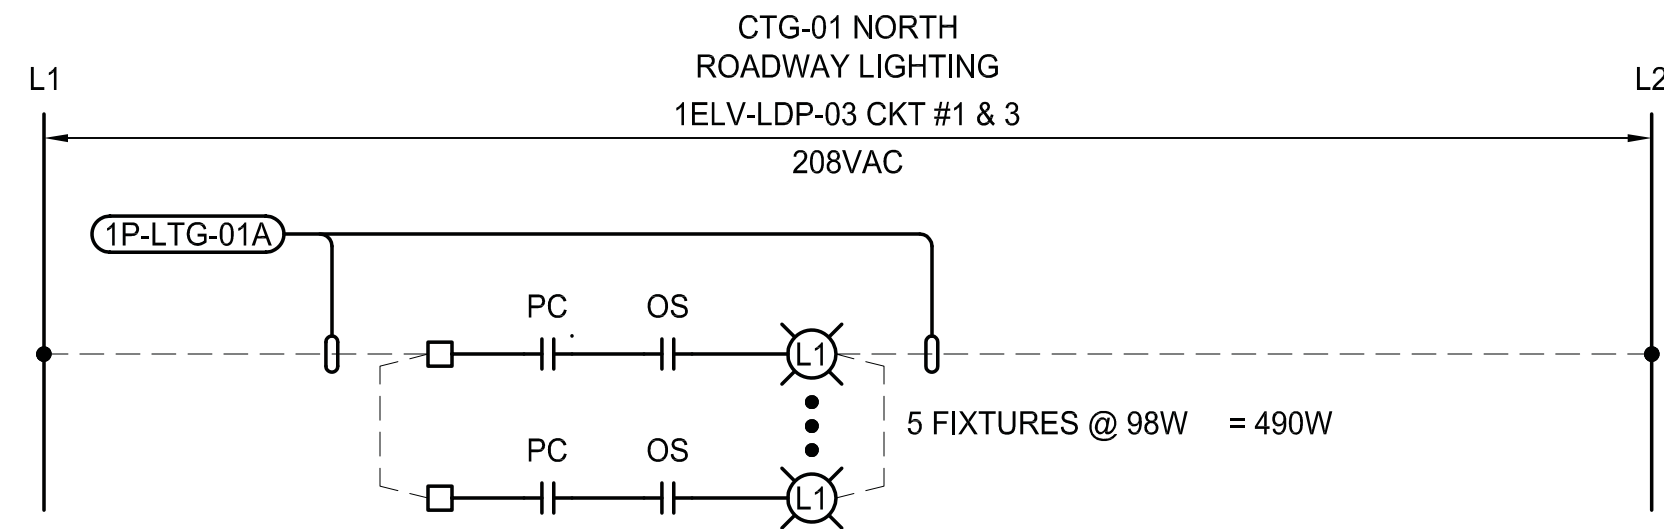 CTG-01 NORTH
ROADWAY LIGHTING
L1
L2
1ELV-LDP-03 CKT #1 & 3
208VAC
1P-LTG-01A
PC OS
L1
5 FIXTURES @ 98W = 490W
PC OS
L1